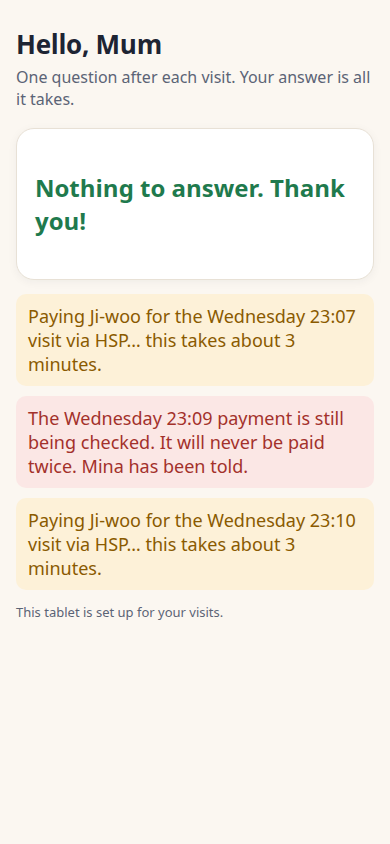 Hello, Mum
One question after each visit. Your answer is all
it takes.
Nothing to answer. Thank
you!
Paying Ji-woo for the Wednesday 23:07
visit via HSP... this takes about 3
minutes.
The Wednesday 23:09 payment is still
being checked. It will never be paid
twice. Mina has been told.
Paying Ji-woo for the Wednesday 23:10
visit via HSP... this takes about 3
minutes.
This tablet is set up for your visits.